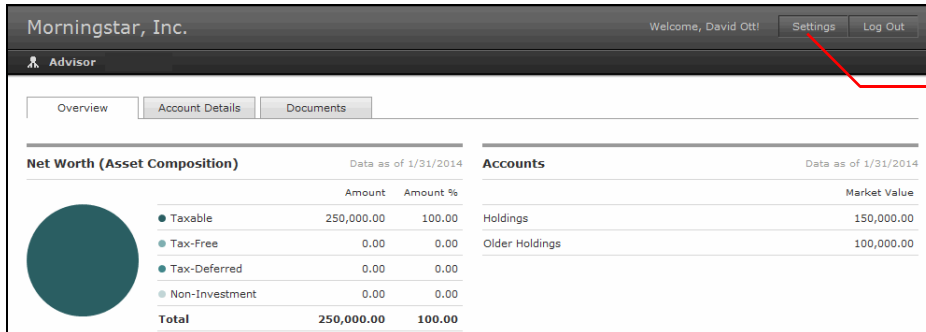 Morningstar, Inc.
Welcome, David Ott! Settings Log Out
Advisor
Overview Account Details Documents
Net Worth (Asset Composition) Data as of 1/31/2014
Amount Amount %
Taxable 250,000.00 100.00
Tax-Free 0.00 0.00
Tax-Deferred 0.00 0.00
Non-Investment 0.00 0.00
Total 250,000.00 100.00
Accounts Data as of 1/31/2014
Market Value
Holdings 150,000.00
Older Holdings 100,000.00